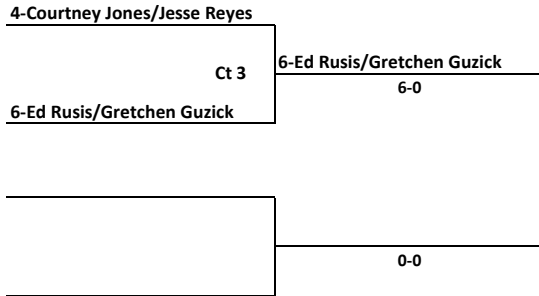 4-Courtney Jones/Jesse Reyes
Ct 3
6-Ed Rusis/Gretchen Guzick
6-0
6-Ed Rusis/Gretchen Guzick
0-0